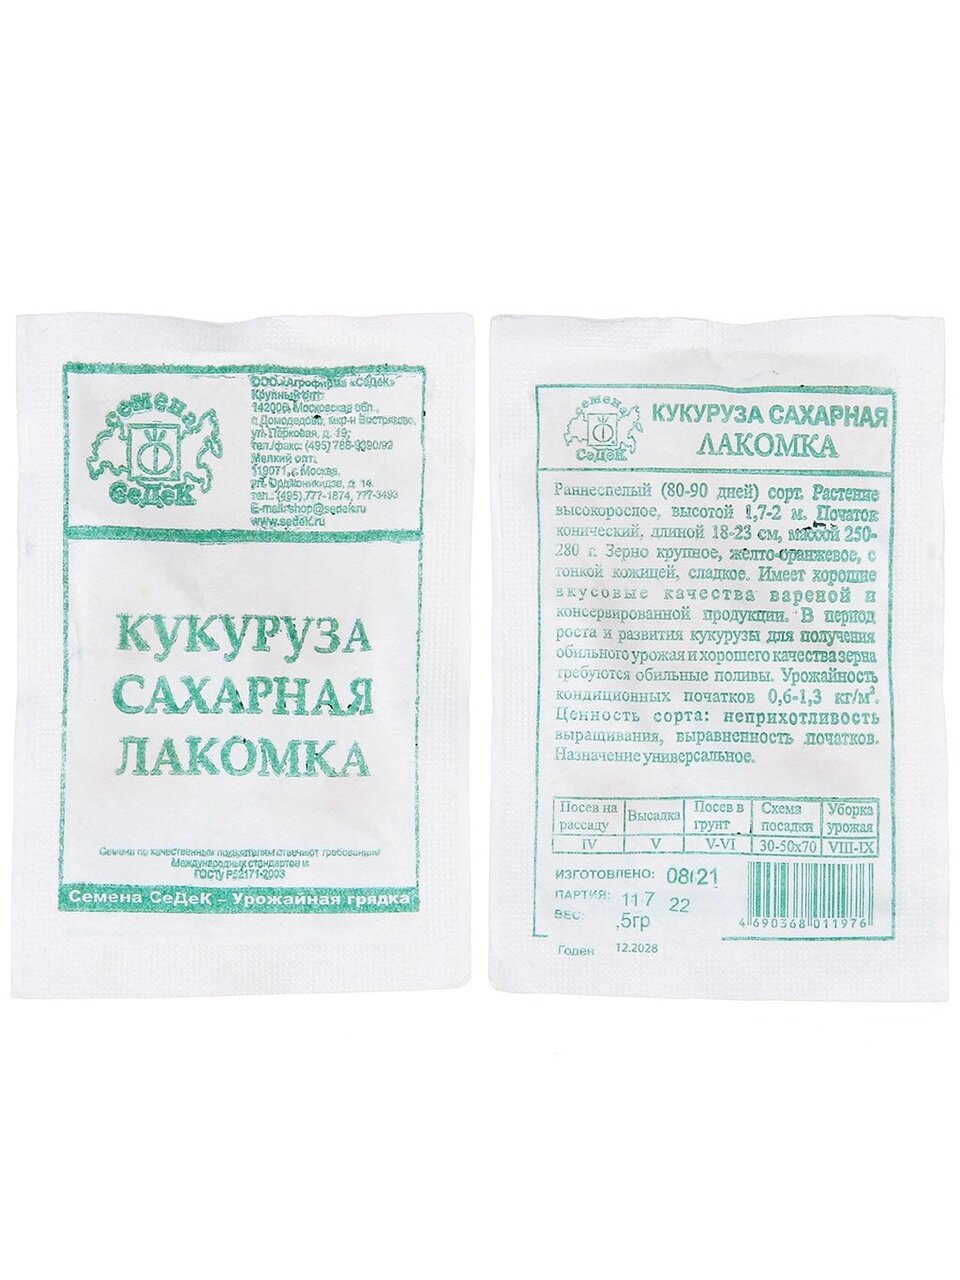 семена
СеДеК
ООО «Агрофирма «СеДеК»
Крупный опт:
142006, Московская обл.,
г. Домодедово, мкр-н Востряково,
ул. Парковая, д. 19;
тел./факс: (495) 788-9390/92
Мелкий опт:
119071, г. Москва,
ул. Орджоникидзе, д. 14.
тел.: (495) 777-1874, 777-3493
E-mail: shop@sedek.ru
www.sedek.ru
КУКУРУЗА
САХАРНАЯ
ЛАКОМКА
Семена по качественным показателям отвечают требованиям
Международных стандартов и
ГОСТУ Р52171-2003
Семена СеДеК – Урожайная грядка
семена
СеДеК
КУКУРУЗА САХАРНАЯ
ЛАКОМКА
Раннеспелый (80-90 дней) сорт. Растение
высокорослое, высотой 1,7-2 м. Початок
конический, длиной 18-23 см, массой 250-
280 г. Зерно крупное, желто-оранжевое, с
тонкой кожицей, сладкое. Имеет хорошие
вкусовые качества вареной и
консервированной продукции. В период
роста и развития кукурузы для получения
обильного урожая и хорошего качества зерна
требуются обильные поливы. Урожайность
кондиционных початков 0,6-1,3 кг/м².
Ценность сорта: неприхотливость
выращивания, выравненность початков.
Назначение универсальное.
Посев на рассаду Высадка Посев в грунт Схема посадки Уборка урожая
IV V V-VI 30-50х70 VIII-IX
ИЗГОТОВЛЕНО: 08 21
ПАРТИЯ: 11 7 22
ВЕС: ,5гр
4 690368 011976
Годен 12.2028